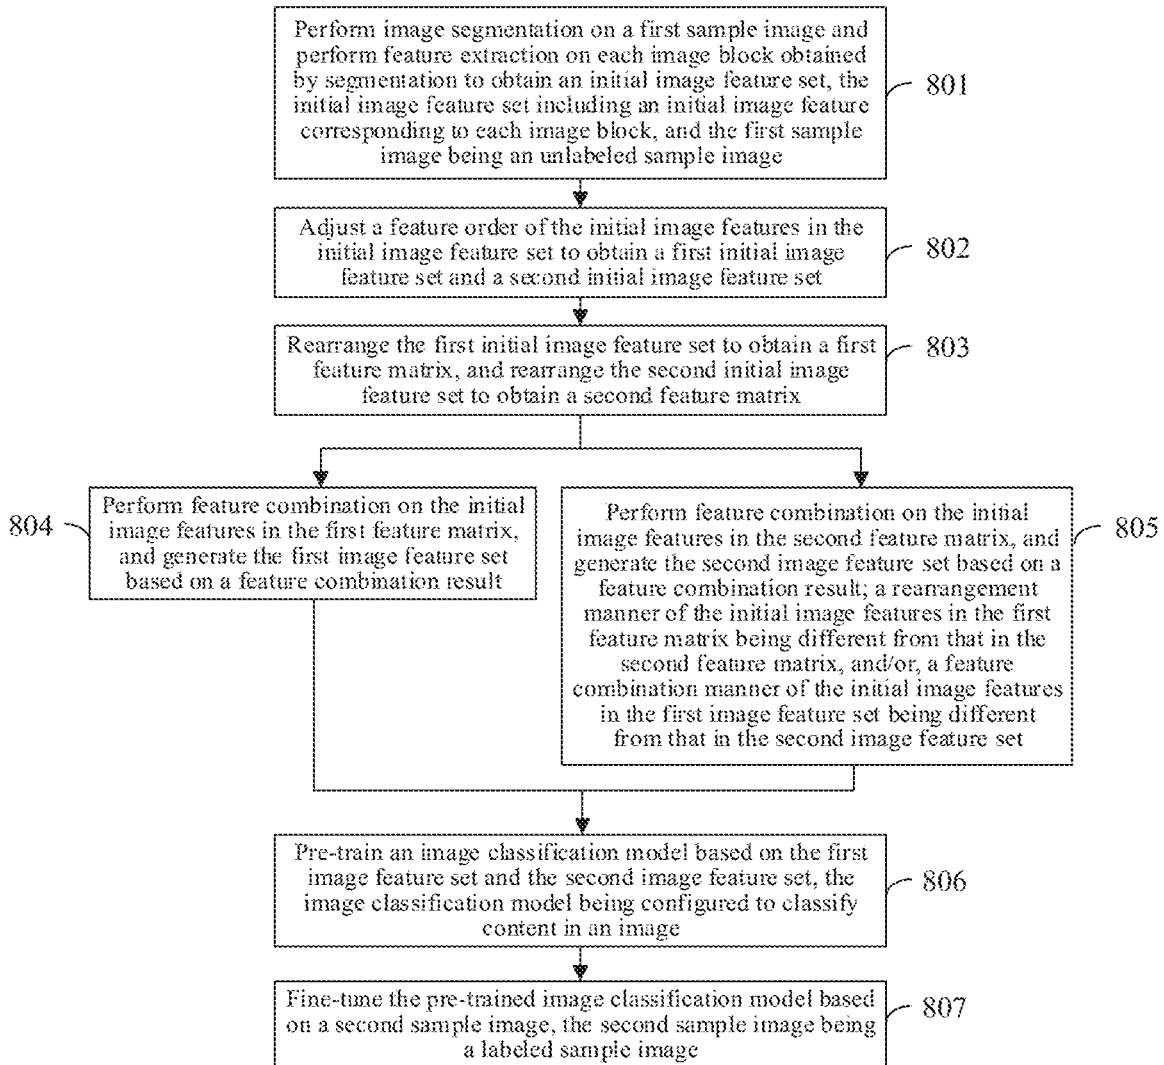 Perform image segmentation on a first sample image and
perform feature extraction on each image block obtained
by segmentation to obtain an initial image feature set, the
initial image feature set including an initial image feature
corresponding to each image block, and the first sample
image being an unlabeled sample image
801
Adjust a feature order of the initial image features in the
initial image feature set to obtain a first initial image
feature set and a second initial image feature set
802
Rearrange the first initial image feature set to obtain a first
feature matrix, and rearrange the second initial image
feature set to obtain a second feature matrix
803
804
Perform feature combination on the initial
image features in the first feature matrix,
and generate the first image feature set
based on a feature combination result
Perform feature combination on the initial
image features in the second feature matrix, and
generate the second image feature set based on a
feature combination result; a rearrangement
manner of the initial image features in the first
feature matrix being different from that in the
second feature matrix, and/or, a feature
combination manner of the initial image features
in the first image feature set being different
from that in the second image feature set
805
Pre-train an image classification model based on the first
image feature set and the second image feature set, the
image classification model being configured to classify
content in an image
806
Fine-tune the pre-trained image classification model based
on a second sample image, the second sample image being
a labeled sample image
807